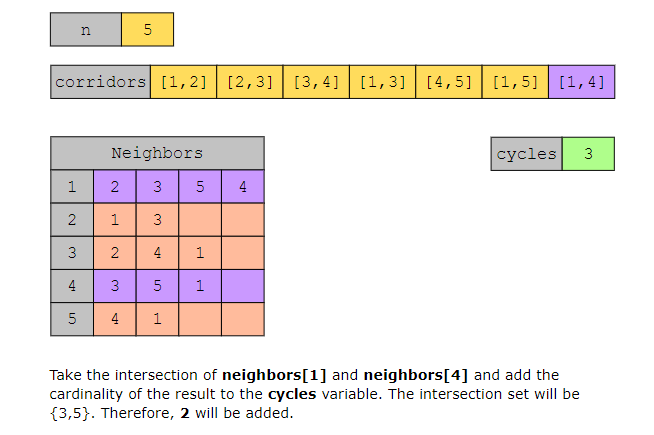 n 5
corridors [1,2] [2,3] [3,4] [1,3] [4,5] [1,5] [1,4]
Neighbors
cycles 3
1 2 3 5 4
2 1 3
3 2 4 1
4 3 5 1
5 4 1
Take the intersection of neighbors[1] and neighbors[4] and add the
cardinality of the result to the cycles variable. The intersection set will be
{3,5}. Therefore, 2 will be added.